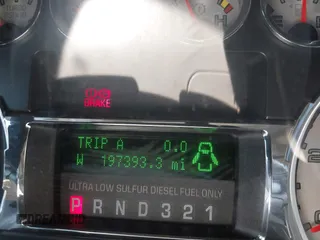 BRAKE
TRIP A 0.0
W 197393.3 mi
ULTRA LOW SULFUR DIESEL FUEL ONLY
P R N D 3 2 1